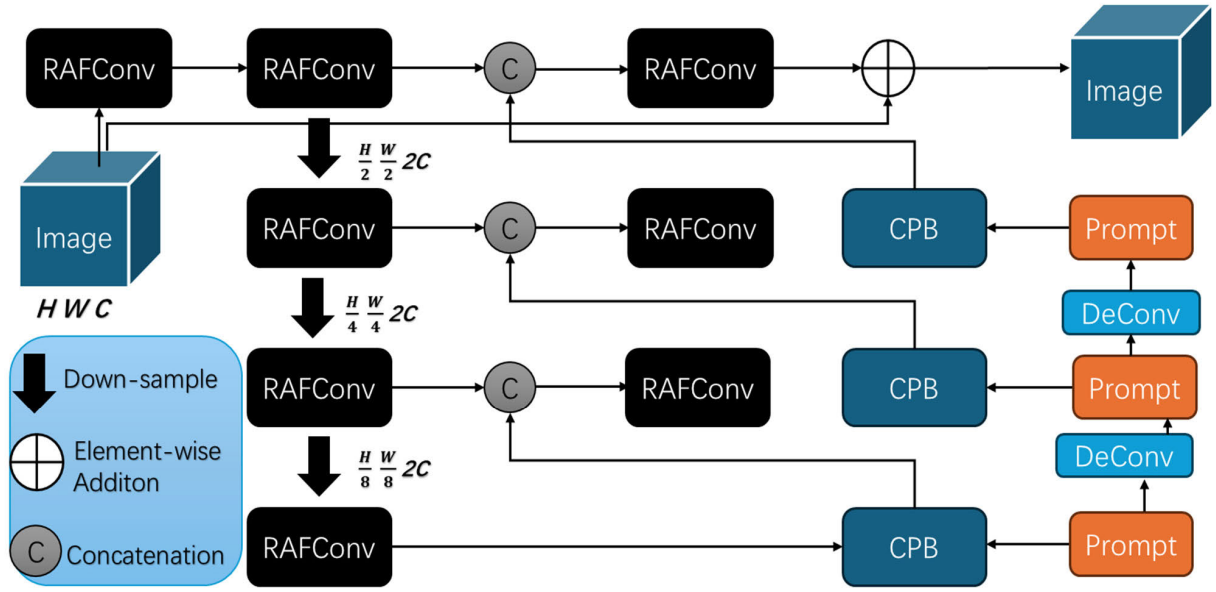 RAFConv RAFConv C RAFConv Image
H/2 W/2 2C
Image RAFConv C RAFConv CPB Prompt
H W C
H/4 W/4 2C DeConv
Down-sample RAFConv C RAFConv CPB Prompt
Element-wise
Additon
H/8 W/8 2C DeConv
C Concatenation RAFConv CPB Prompt